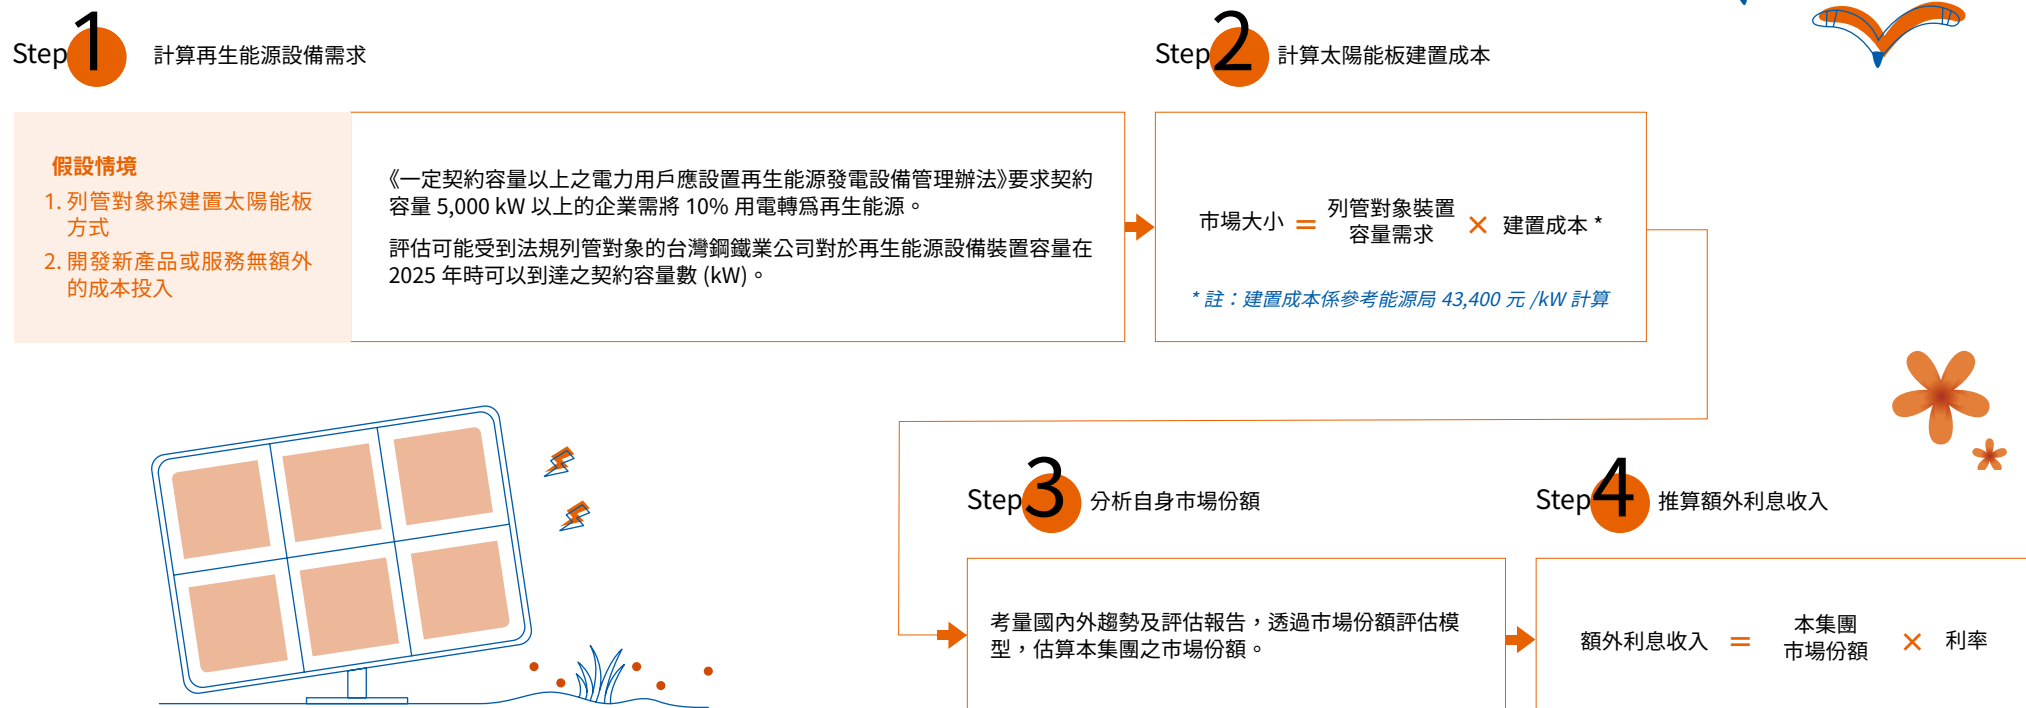 Step 1 計算再生能源設備需求
假設情境
1. 列管對象採建置太陽能板
方式
2. 開發新產品或服務無額外
的成本投入
《一定契約容量以上之電力用戶應設置再生能源發電設備管理辦法》要求契約
容量 5,000 kW 以上的企業需將 10% 用電轉為再生能源。
評估可能受到法規列管對象的台灣鋼鐵業公司對於再生能源設備裝置容量在
2025 年時可以到達之契約容量數 (kW)。
Step 2 計算太陽能板建置成本
市場大小 = 列管對象裝置
容量需求 × 建置成本 *
* 註：建置成本係參考能源局 43,400 元 /kW 計算
Step 3 分析自身市場份額
考量國內外趨勢及評估報告，透過市場份額評估模
型，估算本集團之市場份額。
Step 4 推算額外利息收入
額外利息收入 = 本集團
市場份額 × 利率